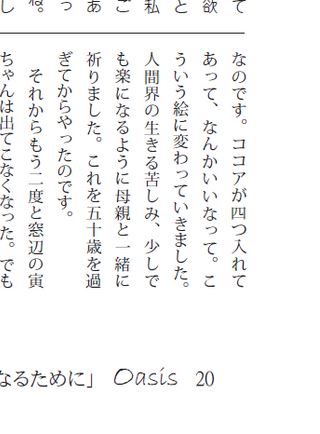 て
欲
と
私
ご
あ
っ
ね。
し
なのです。ココアが四つ入れて
あって、なんかいいなって。こ
ういう絵に変わっていきました。
人間界の生きる苦しみ、少しで
も楽になるように母親と一緒に
祈りました。これを五十歳を過
ぎてからやったのです。
それからもう二度と窓辺の寅
ちゃんは出てこなくなった。でも
なるために」 Oasis 20